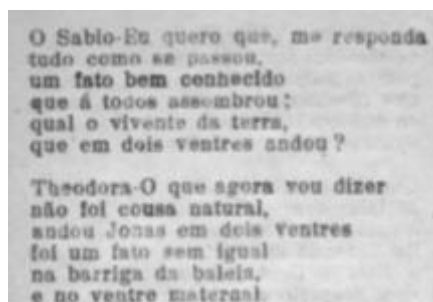 O Sabio-Eu quero que, me responda
tudo como se passou,
um fato bem conhecido
que á todos assombrou:
qual o vivente da terra,
que em dois ventres andou?
Theodora-O que agora vou dizer
não foi cousa natural,
andou Jonas em dois ventres
foi um fato sem igual
na barriga da baleia,
e no ventre maternal.